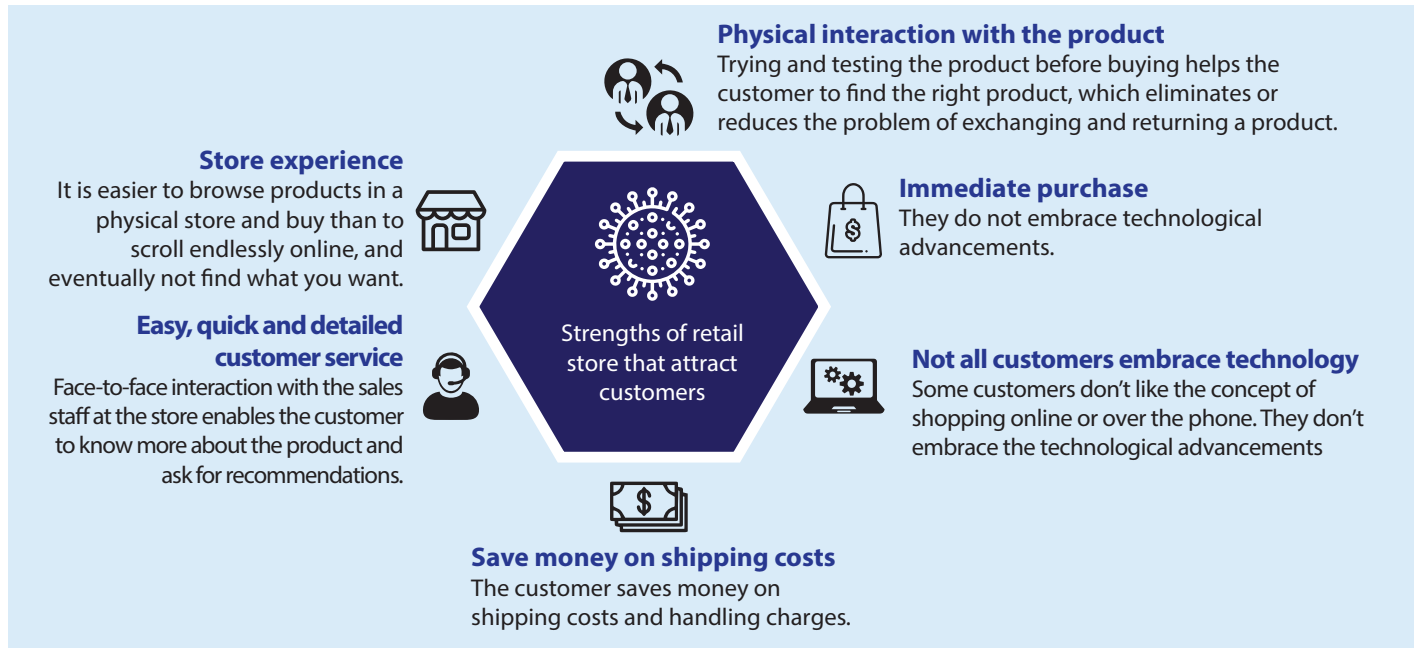 Physical interaction with the product
Trying and testing the product before buying helps the
customer to find the right product, which eliminates or
reduces the problem of exchanging and returning a product.
Store experience
It is easier to browse products in a
physical store and buy than to
scroll endlessly online, and
eventually not find what you want.
Immediate purchase
They do not embrace technological
advancements.
Strengths of retail
store that attract
customers
Easy, quick and detailed
customer service
Face-to-face interaction with the sales
staff at the store enables the customer
to know more about the product and
ask for recommendations.
Not all customers embrace technology
Some customers don’t like the concept of
shopping online or over the phone. They don’t
embrace the technological advancements
$
Save money on shipping costs
The customer saves money on
shipping costs and handling charges.